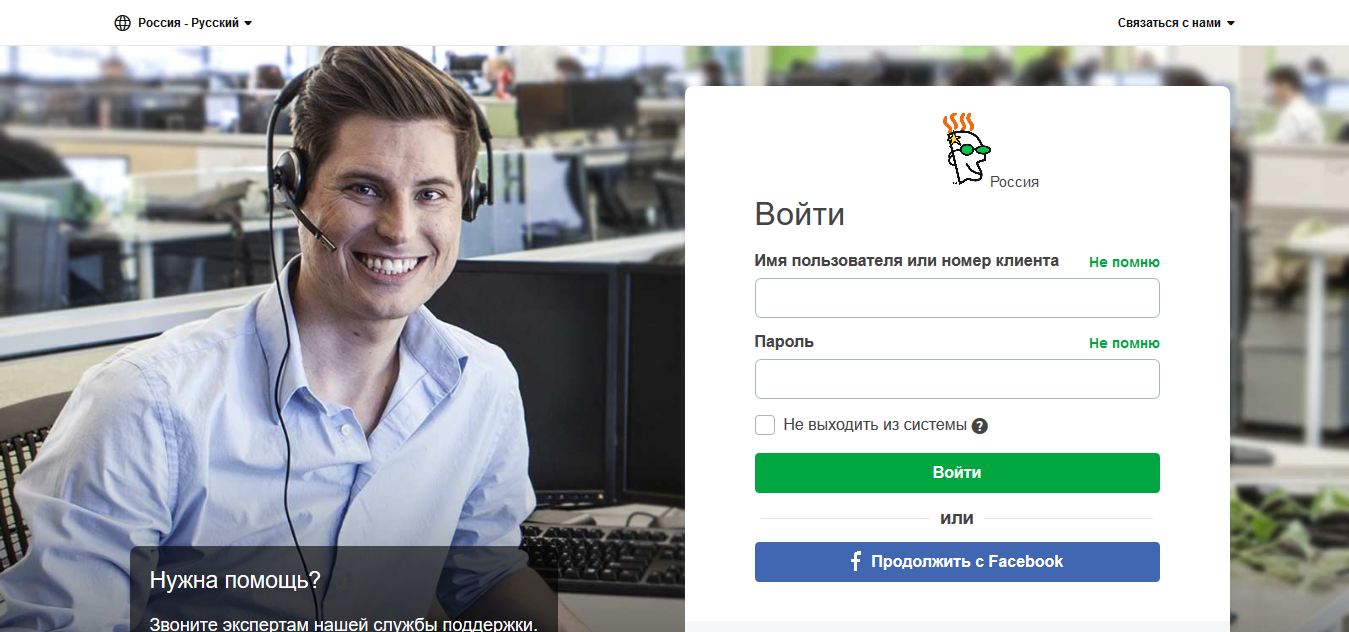 Россия - Русский
Связаться с нами
Россия
Войти
Имя пользователя или номер клиента
Не помню
Пароль
Не помню
Не выходить из системы ?
Войти
или
Продолжить с Facebook
Нужна помощь?
Звоните экспертам нашей службы поддержки.